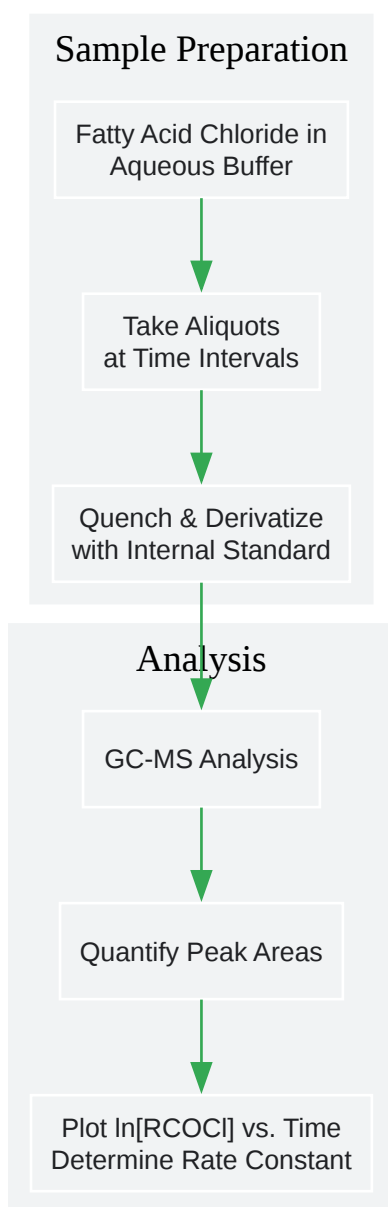 Sample Preparation
Fatty Acid Chloride in
Aqueous Buffer
Take Aliquots
at Time Intervals
Quench & Derivatize
with Internal Standard
Analysis
GC-MS Analysis
Quantify Peak Areas
Plot ln[RCOCl] vs. Time
Determine Rate Constant